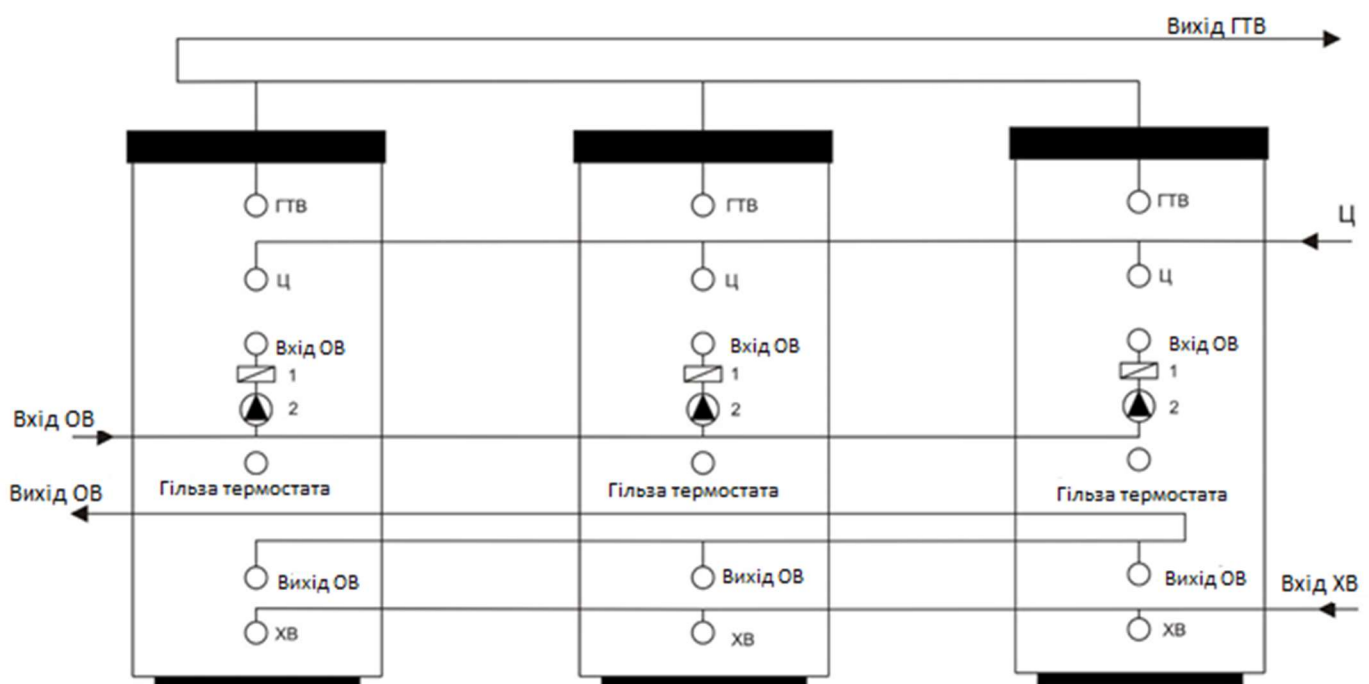 Вихід ГТВ
ГТВ ГТВ ГТВ
Ц
Ц Ц Ц
Вхід ОВ Вхід ОВ Вхід ОВ
1 1 1
2 2 2
Вхід ОВ
Гільза термостата Гільза термостата Гільза термостата
Вихід ОВ
Вихід ОВ Вихід ОВ Вихід ОВ
Вхід ХВ
ХВ ХВ ХВ